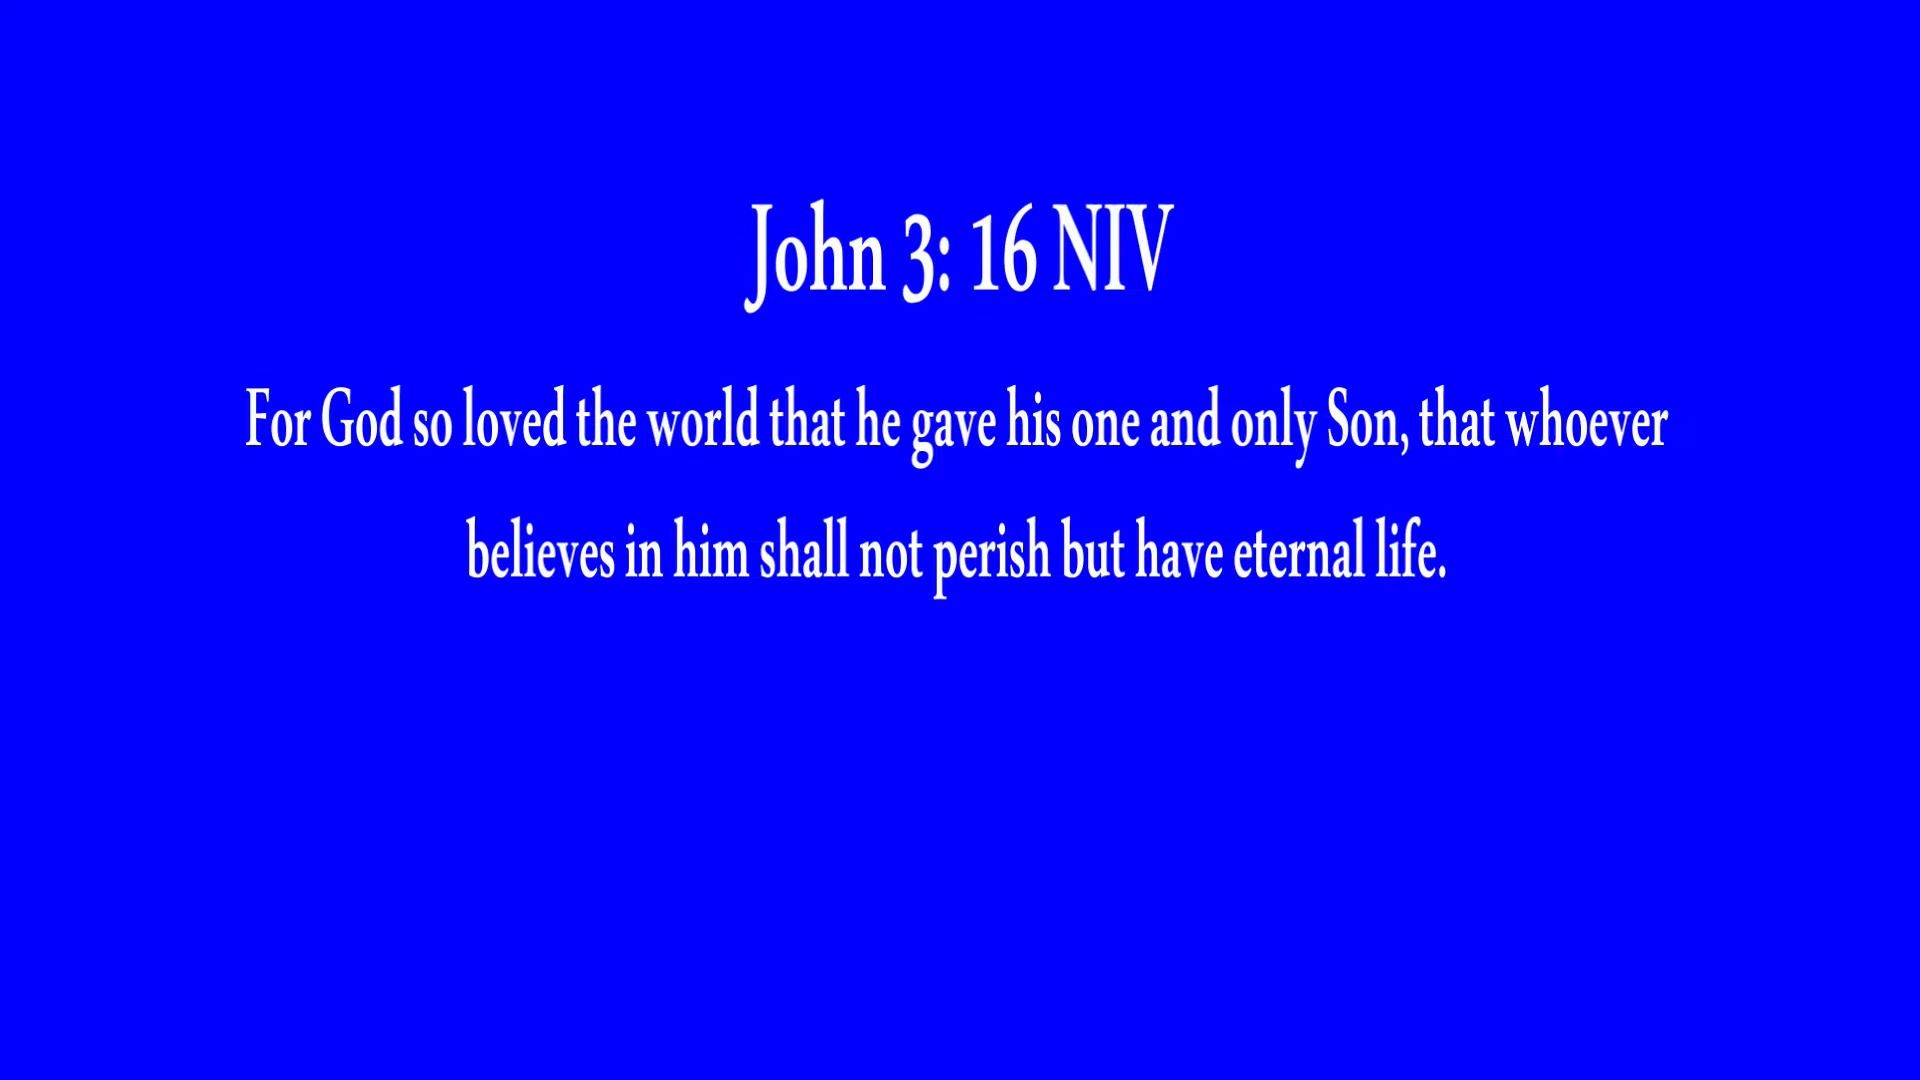 John 3: 16 NIV
For God so loved the world that he gave his one and only Son, that whoever
believes in him shall not perish but have eternal life.